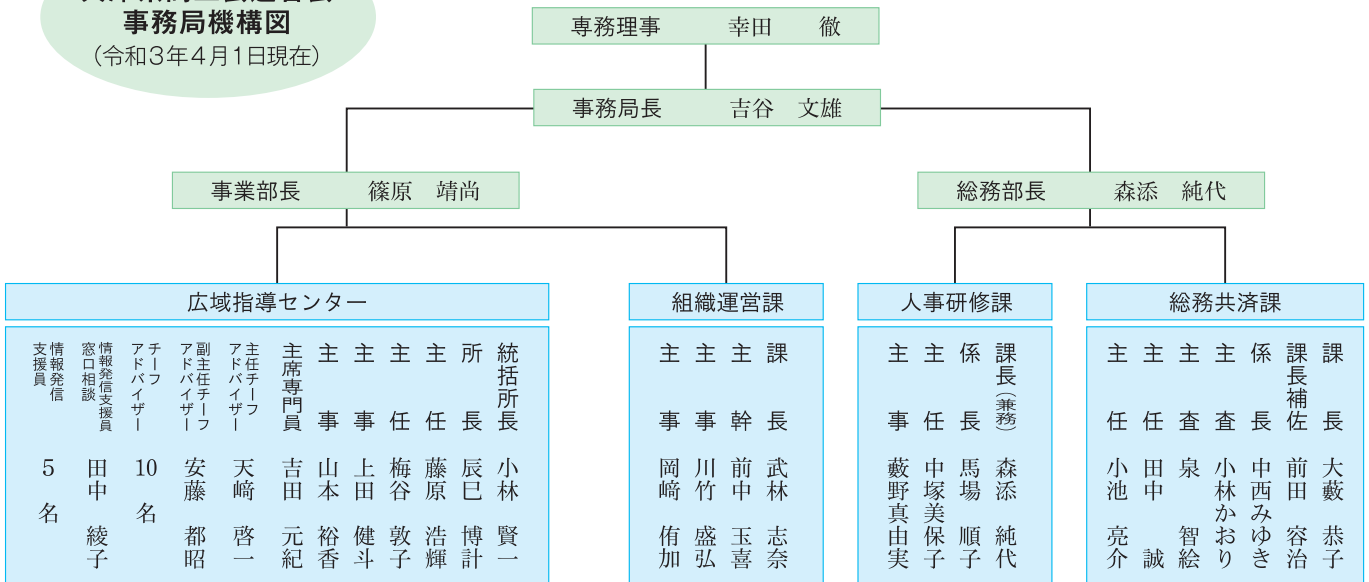 事務局機構図
（令和3年4月1日現在）
専務理事　幸田　徹
事務局長　吉谷　文雄
事業部長　篠原　靖尚
総務部長　森添　純代
広域指導センター
統括所長　小林　賢一
所長　辰巳　博計
主任　藤原　浩輝
主任　梅谷　敦子
主事　上田　健斗
主事　山本　裕香
主席専門員　吉田　元紀
主任チーフアドバイザー　天﨑　啓一
副主任チーフアドバイザー　安藤　都昭
チーフアドバイザー　10名
情報発信支援員窓口相談　田中　綾子
情報発信支援員　5名
組織運営課
課長　武林　志奈
主幹　前中　玉喜
主事　川竹　盛弘
主事　岡﨑　侑加
人事研修課
課長（兼務）　森添　純代
係長　馬場　順子
主任　中塚美保子
主事　藪野真由実
総務共済課
課長　大藪　恭子
課長補佐　前田　容治
係長　中西みゆき
主査　小林かおり
主査　泉　智絵
主任　田中　誠
主任　小池　亮介